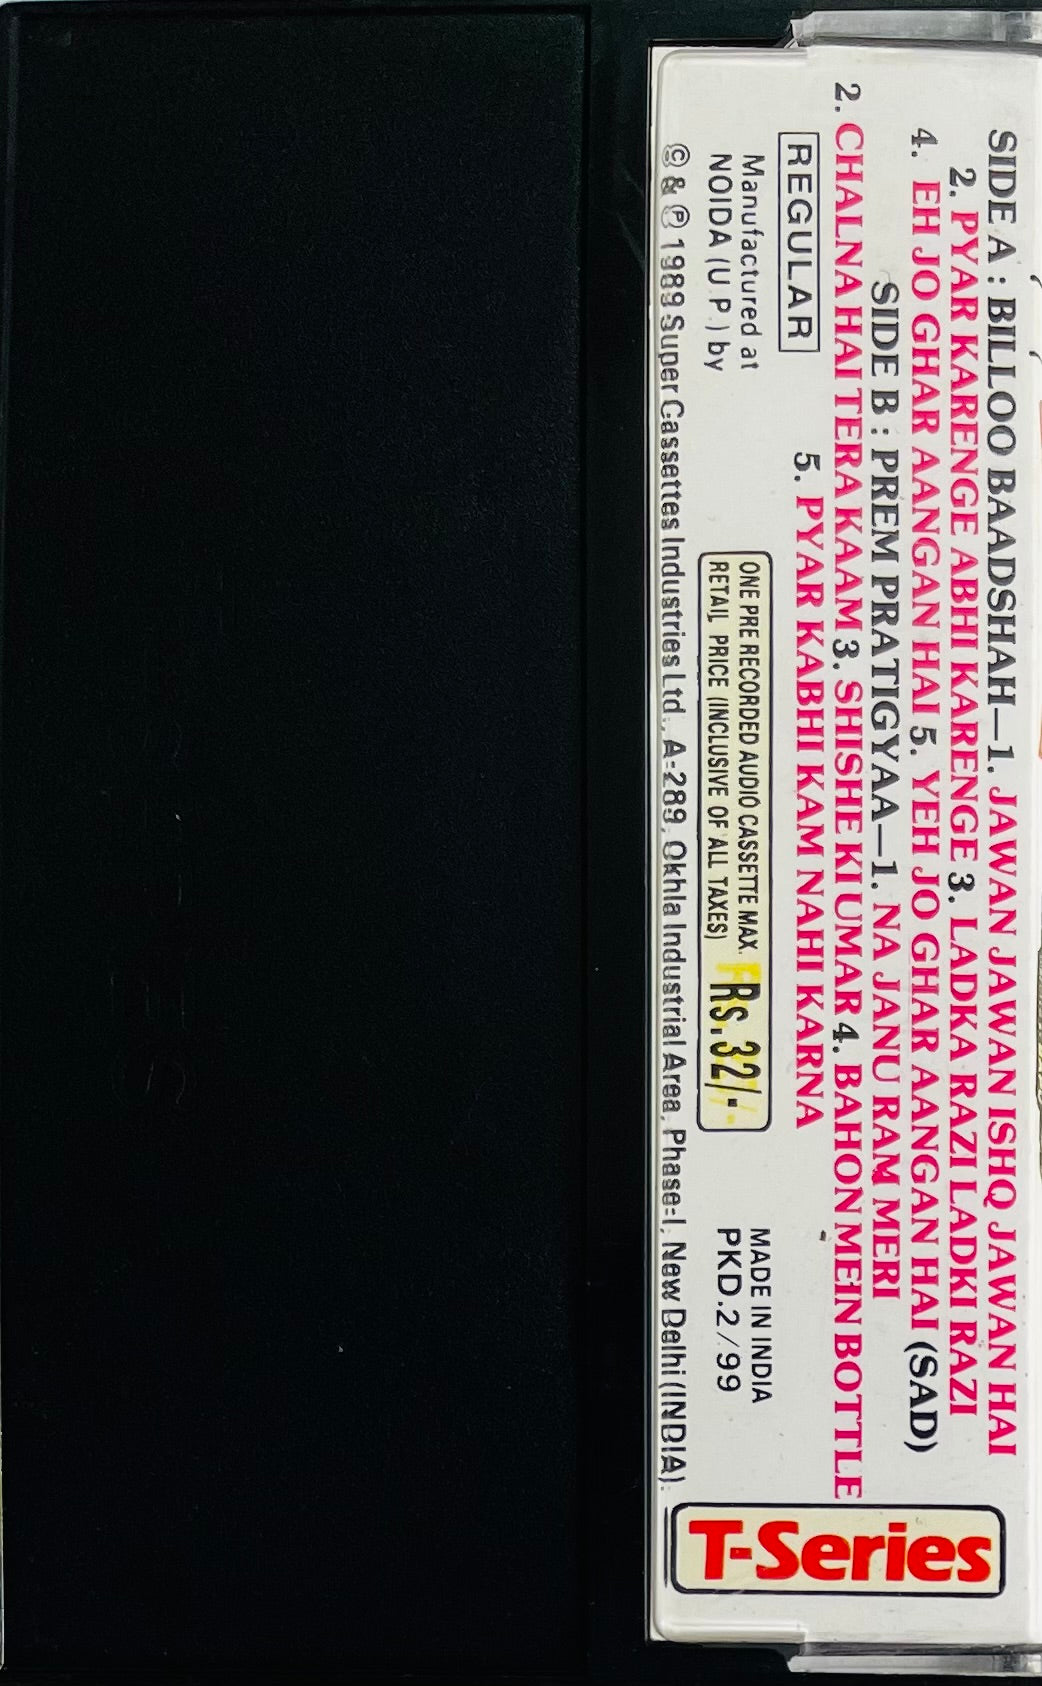 SIDE A : BILLOO BAADSHAH—1. JAWAN JAWAN ISHQ JAWAN HAI
2. PYAR KARENGE ABHI KARENGE 3. LADKA RAZI LADKI RAZI
4. EH JO GHAR AANGAN HAI 5. YEH JO GHAR AANGAN HAI (SAD)
SIDE B : PREM PRATIGYAA—1. NA JANU RAM MERI
2. CHALNA HAI TERA KAAM 3. SHISHE KI UMAR 4. BAHON MEIN BOTTLE
5. PYAR KABHI KAM NAHI KARNA
REGULAR
Manufactured at
NOIDA (U.P.) by
ONE PRE RECORDED AUDIO CASSETTE MAX.
RETAIL PRICE (INCLUSIVE OF ALL TAXES)
Rs.32/-
MADE IN INDIA
PKD.2/99
© & ℗ 1989 Super Cassettes Industries Ltd., A-289, Okhla Industrial Area, Phase-I, New Delhi (INDIA).
T-Series